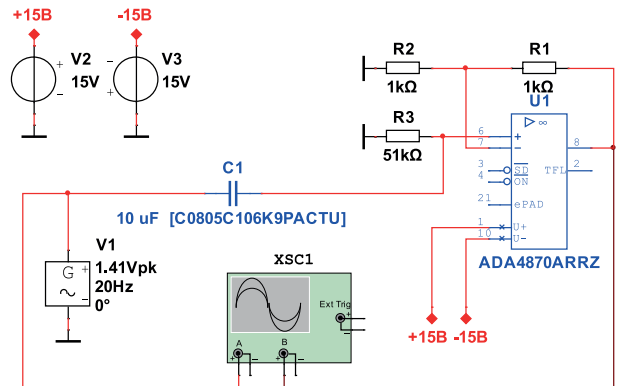 +15В
-15В
V2
15V
V3
15V
R2
1kΩ
R1
1kΩ
U1
R3
51kΩ
6
7
8
3
SD
TFL
2
4
ON
21
ePAD
1
U+
10
U-
ADA4870ARRZ
C1
10 uF [C0805C106K9PACTU]
V1
G
1.41Vpk
20Hz
0°
XSC1
Ext Trig
A
B
+15В
-15В